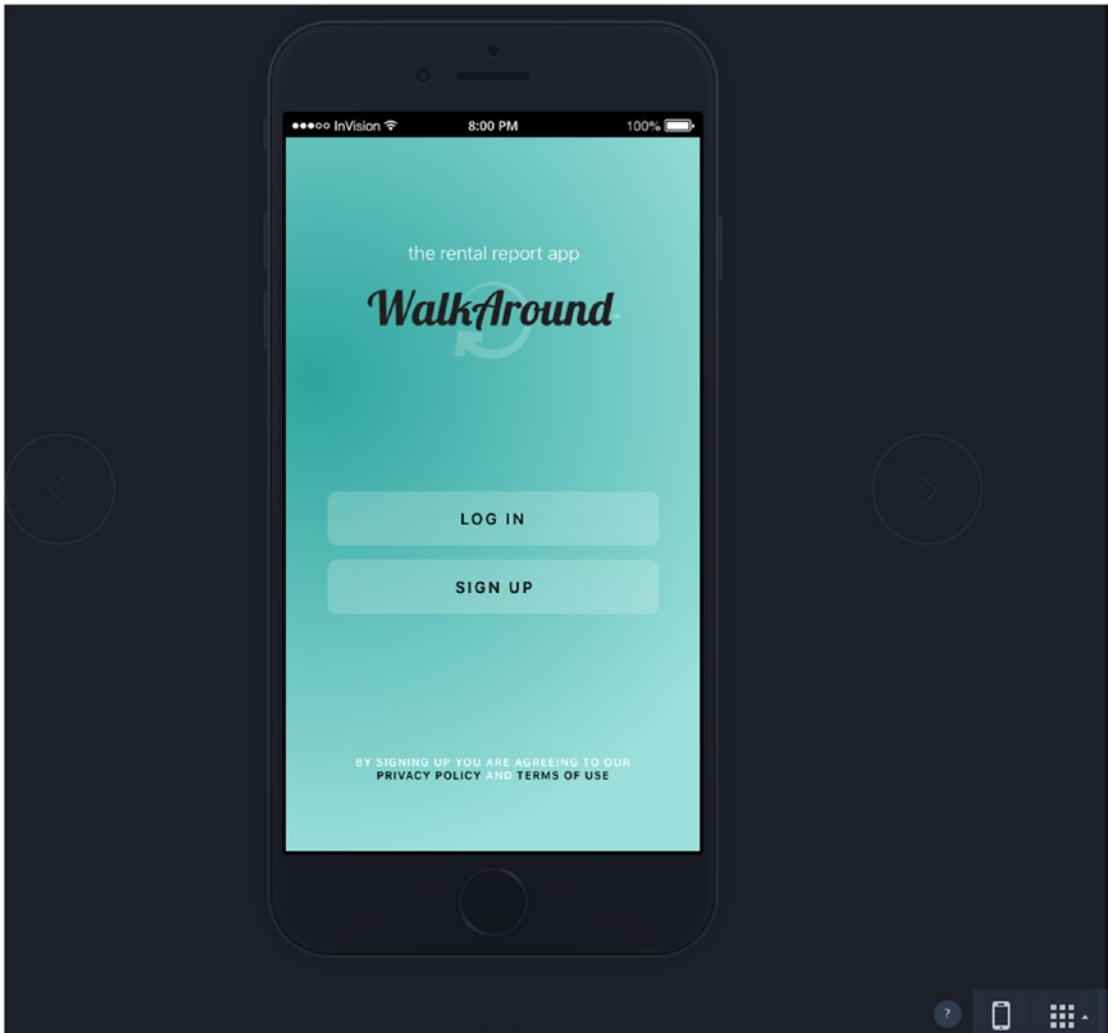 InVision 8:00 PM 100%
the rental report app
WalkAround™
LOG IN
SIGN UP
BY SIGNING UP YOU ARE AGREEING TO OUR
PRIVACY POLICY AND TERMS OF USE
?